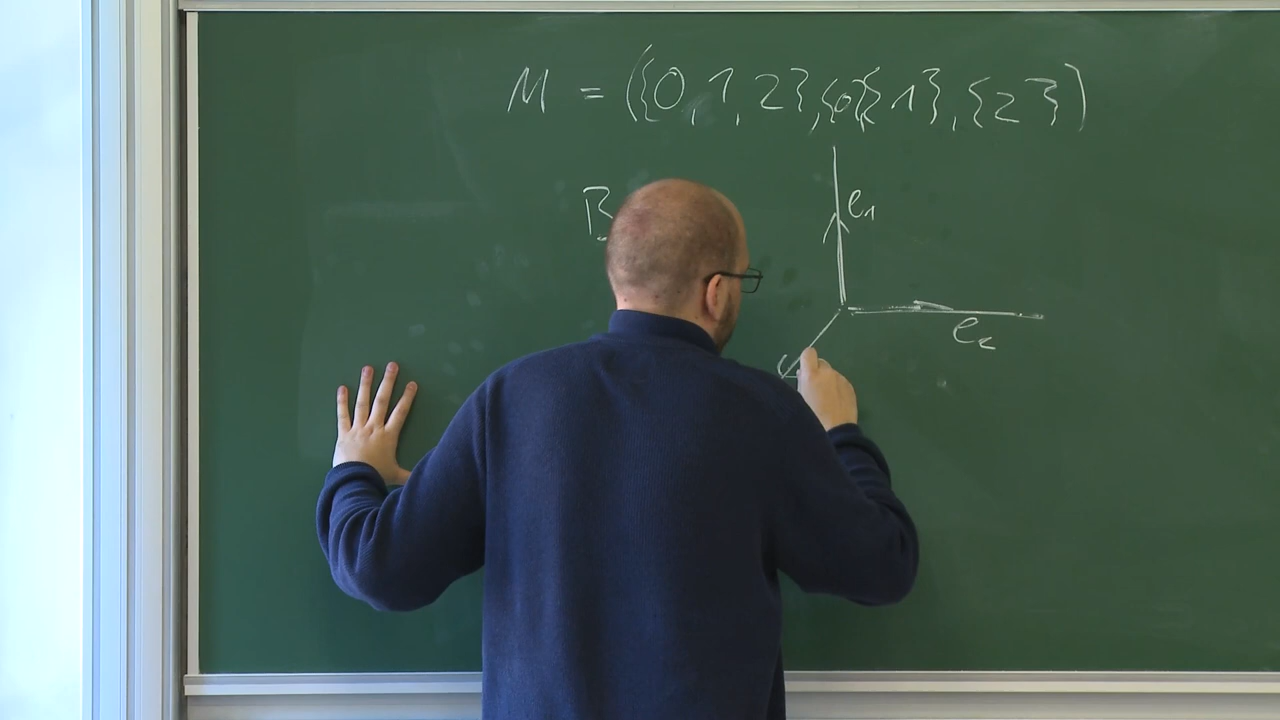 M = ({0, 1, 2}, {0}, {1}, {2})
B
e1
e2